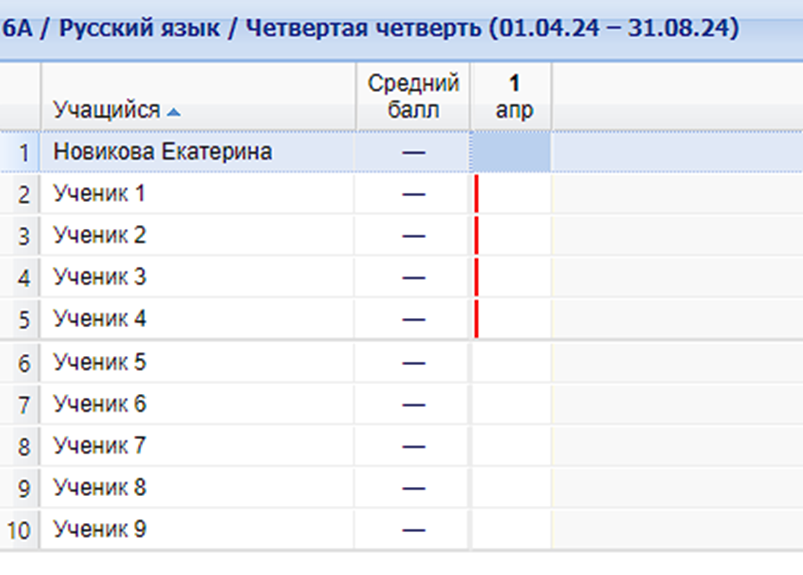 6А / Русский язык / Четвертая четверть (01.04.24 – 31.08.24)
Учащийся Средний балл 1 апр
1 Новикова Екатерина —
2 Ученик 1 —
3 Ученик 2 —
4 Ученик 3 —
5 Ученик 4 —
6 Ученик 5 —
7 Ученик 6 —
8 Ученик 7 —
9 Ученик 8 —
10 Ученик 9 —